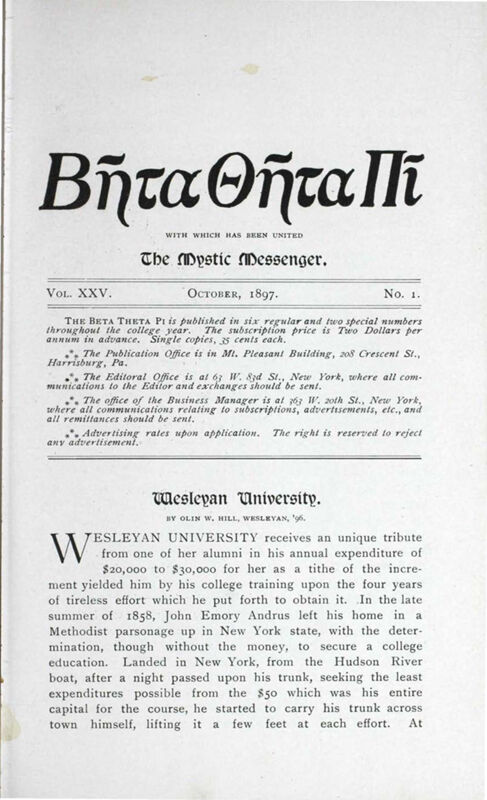 Βῆτα Θῆτα Πῖ
WITH WHICH HAS BEEN UNITED
The Mystic Messenger.
VOL. XXV. OCTOBER, 1897. No. 1.
THE BETA THETA PI is published in six regular and two special numbers
throughout the college year. The subscription price is Two Dollars per
annum in advance. Single copies, 35 cents each.
⁂ The Publication Office is in Mt. Pleasant Building, 208 Crescent St.,
Harrisburg, Pa.
⁂ The Editoral Office is at 63 W. 83d St., New York, where all com-
munications to the Editor and exchanges should be sent.
⁂ The office of the Business Manager is at 363 W. 20th St., New York,
where all communications relating to subscriptions, advertsements, etc., and
all remittances should be sent.
⁂ Advertising rates upon application. The right is reserved to reject
any advertisement.
Wesleyan University.
BY OLIN W. HILL, WESLEYAN, '96.
WESLEYAN UNIVERSITY receives an unique tribute
from one of her alumni in his annual expenditure of
$20,000 to $30,000 for her as a tithe of the incre-
ment yielded him by his college training upon the four years
of tireless effort which he put forth to obtain it. In the late
summer of 1858, John Emory Andrus left his home in a
Methodist parsonage up in New York state, with the deter-
mination, though without the money, to secure a college
education. Landed in New York, from the Hudson River
boat, after a night passed upon his trunk, seeking the least
expenditures possible from the $50 which was his entire
capital for the course, he started to carry his trunk across
town himself, lifting it a few feet at each effort. At